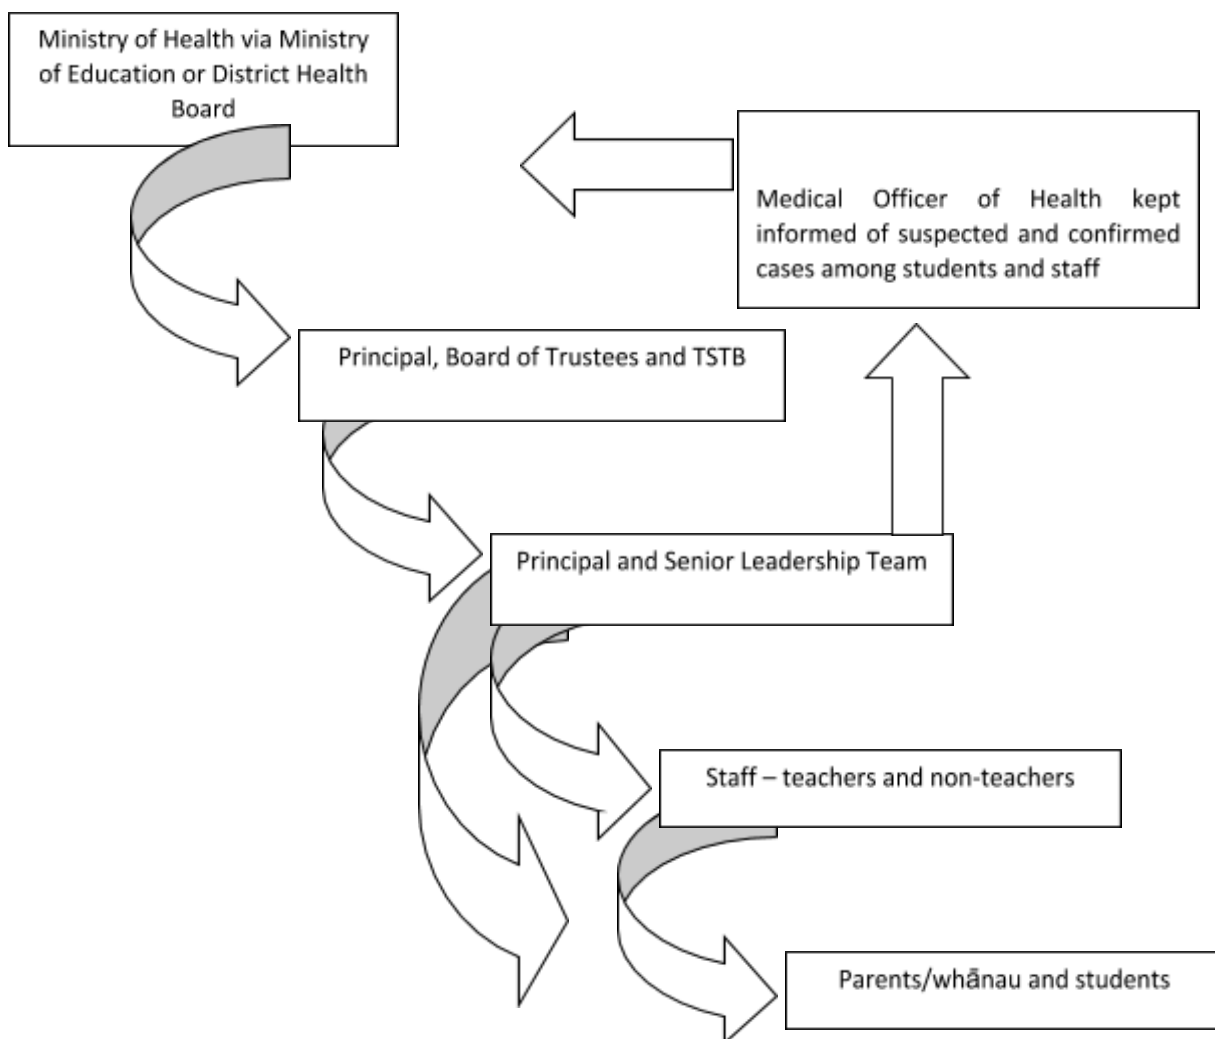 Ministry of Health via Ministry
of Education or District Health
Board
Medical Officer of Health kept
informed of suspected and confirmed
cases among students and staff
Principal, Board of Trustees and TSTB
Principal and Senior Leadership Team
Staff – teachers and non-teachers
Parents/whānau and students